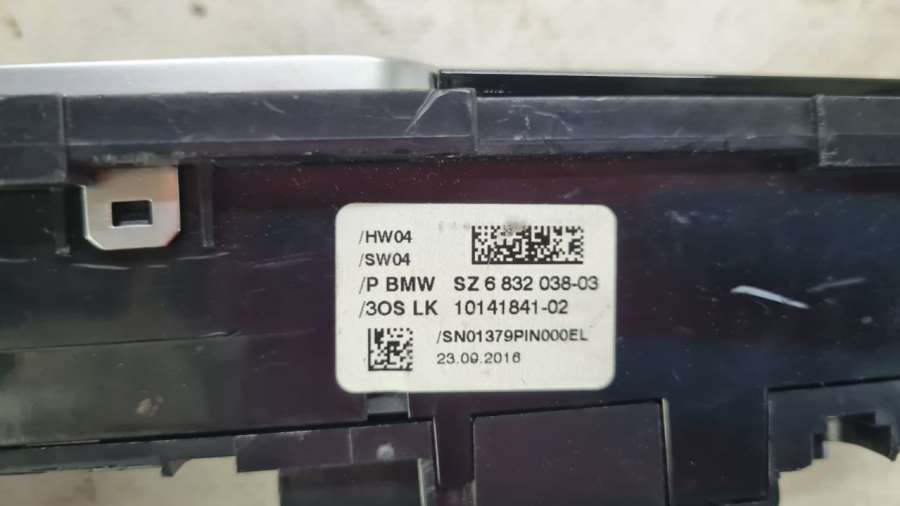 /HW04
/SW04
/P BMW SZ 6 832 038-03
/3OS LK 10141841-02
/SN01379PIN000EL
23.09.2016